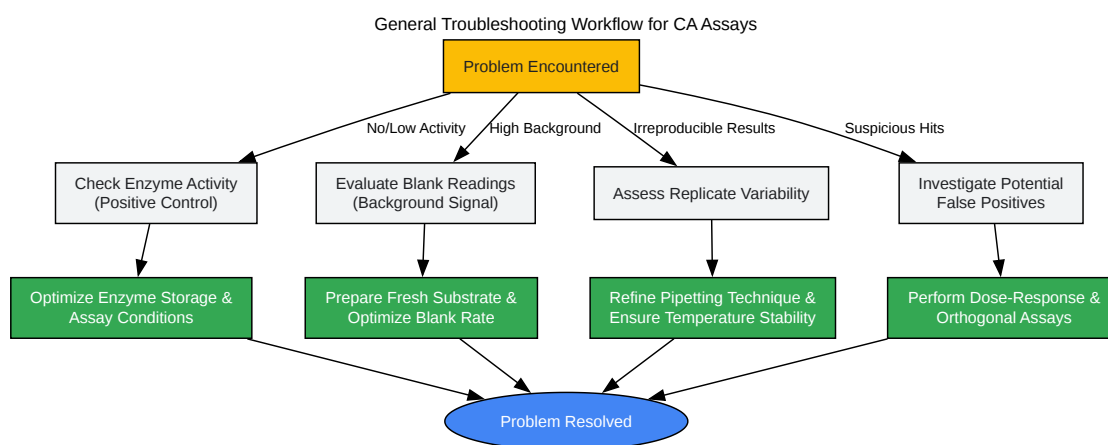 General Troubleshooting Workflow for CA Assays
Problem Encountered
No/Low Activity
High Background
Irreproducible Results
Suspicious Hits
Check Enzyme Activity
(Positive Control)
Evaluate Blank Readings
(Background Signal)
Assess Replicate Variability
Investigate Potential
False Positives
Optimize Enzyme Storage &
Assay Conditions
Prepare Fresh Substrate &
Optimize Blank Rate
Refine Pipetting Technique &
Ensure Temperature Stability
Perform Dose-Response &
Orthogonal Assays
Problem Resolved